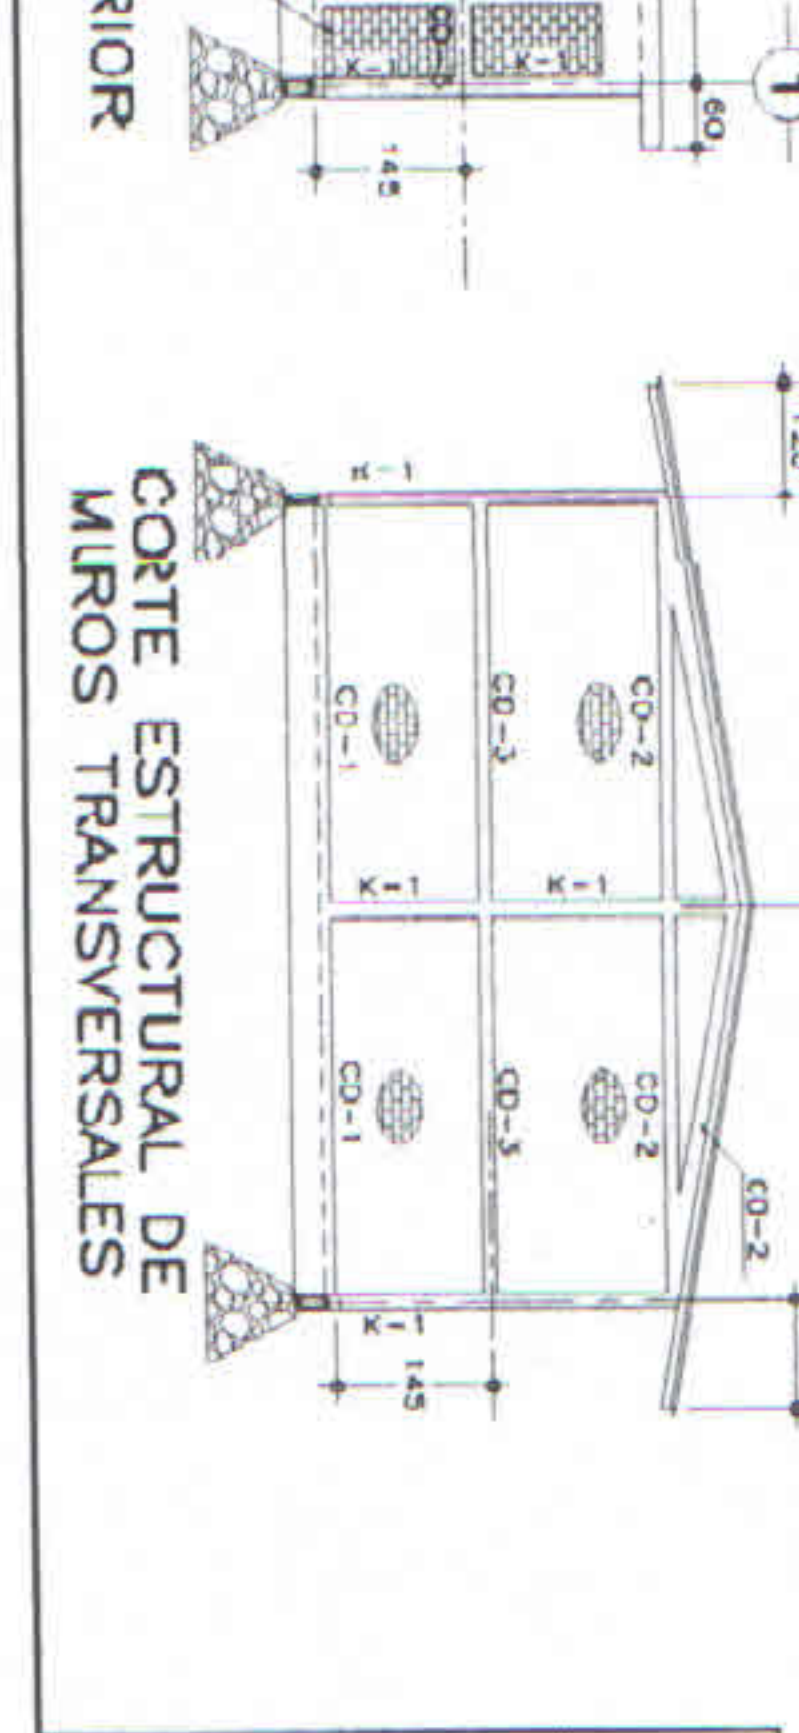 1
60
K-1
K-1
145
RIOR
CD-2
CD-2
CD-2
K-1
CD-3
CD-3
K-1
K-1
CD-1
CD-1
K-1
145
CORTE ESTRUCTURAL DE
MUROS TRANSVERSALES